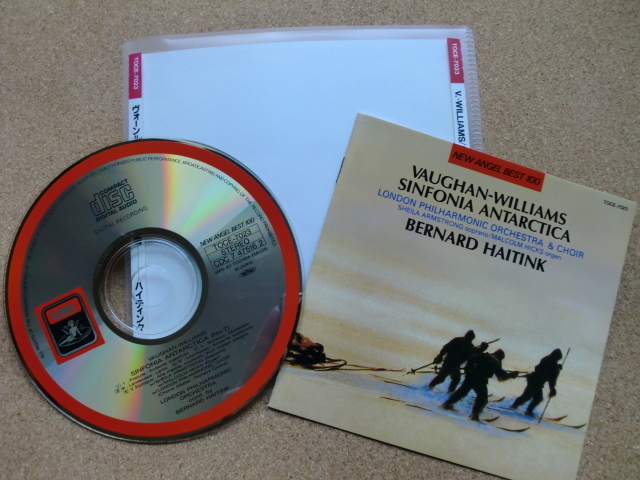 TOCE-7023
TOCE-7023
ヴォーン
V. WILLIAMS:
NEW ANGEL BEST 100
TOCE-7023
VAUGHAN-WILLIAMS
SINFONIA ANTARCTICA
LONDON PHILHARMONIC ORCHESTRA & CHOIR
SHEILA ARMSTRONG soprano/MALCOLM HICKS organ
BERNARD HAITINK
COMPACT
disc
DIGITAL AUDIO
DIGITAL RECORDING
NEW ANGEL BEST 100
TOCE-7023
STEREO
CDC 7 47516 2
ハイティンク
VAUGHAN-WILLIAMS
SINFONIA ANTARCTICA (No.7)
LONDON PHILHARMONIC
ORCHESTRA
BERNARD HAITINK